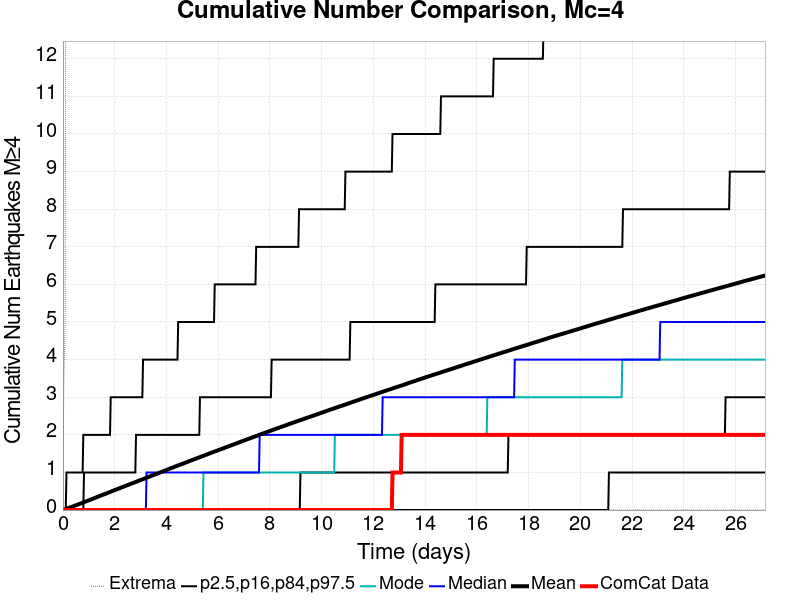 Cumulative Number Comparison, Mc=4
Cumulative Num Earthquakes M≥4
12
11
10
9
8
7
6
5
4
3
2
1
0
0 2 4 6 8 10 12 14 16 18 20 22 24 26
Time (days)
Extrema p2.5,p16,p84,p97.5 Mode Median Mean ComCat Data